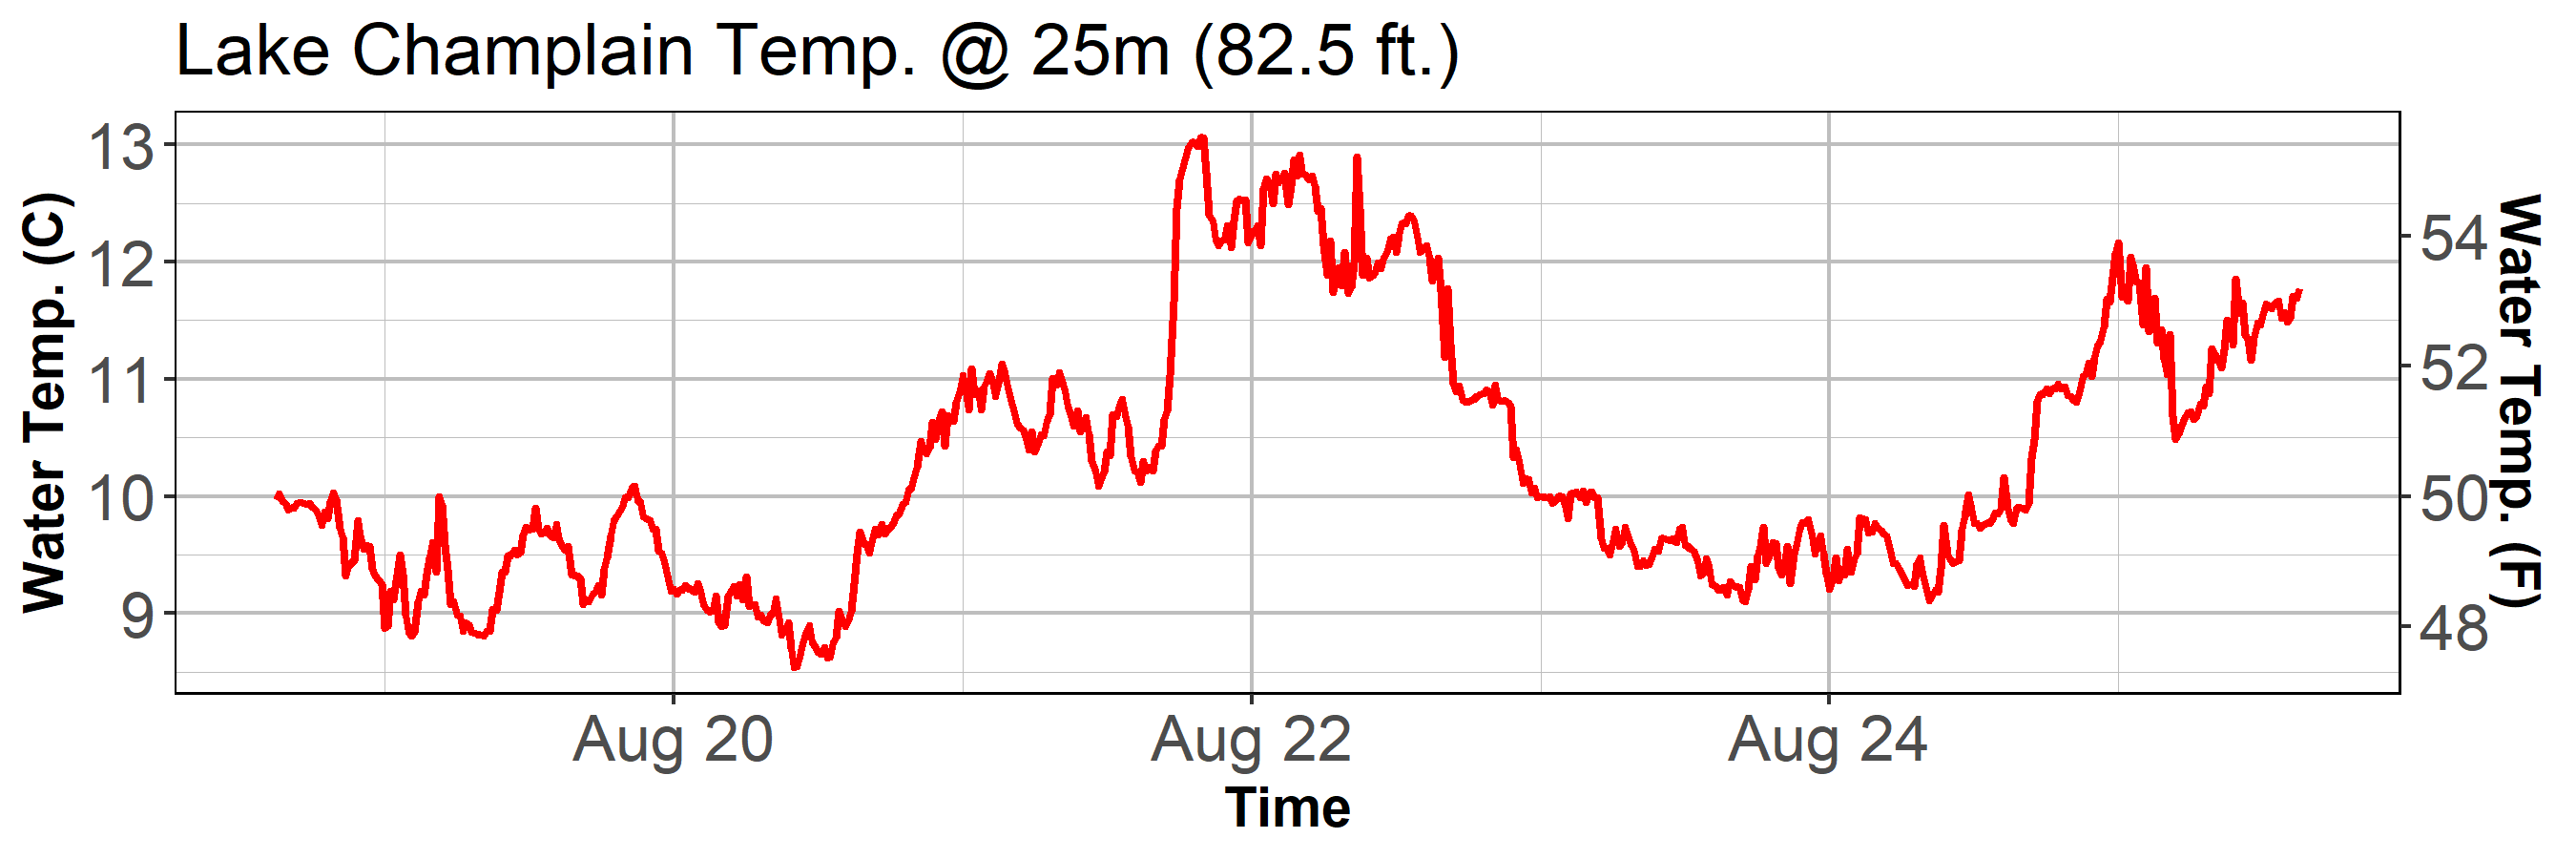 Lake Champlain Temp. @ 25m (82.5 ft.)
Water Temp. (C)
13
12
11
10
9
54
52
50
48
Water Temp. (F)
Aug 20 Aug 22 Aug 24
Time